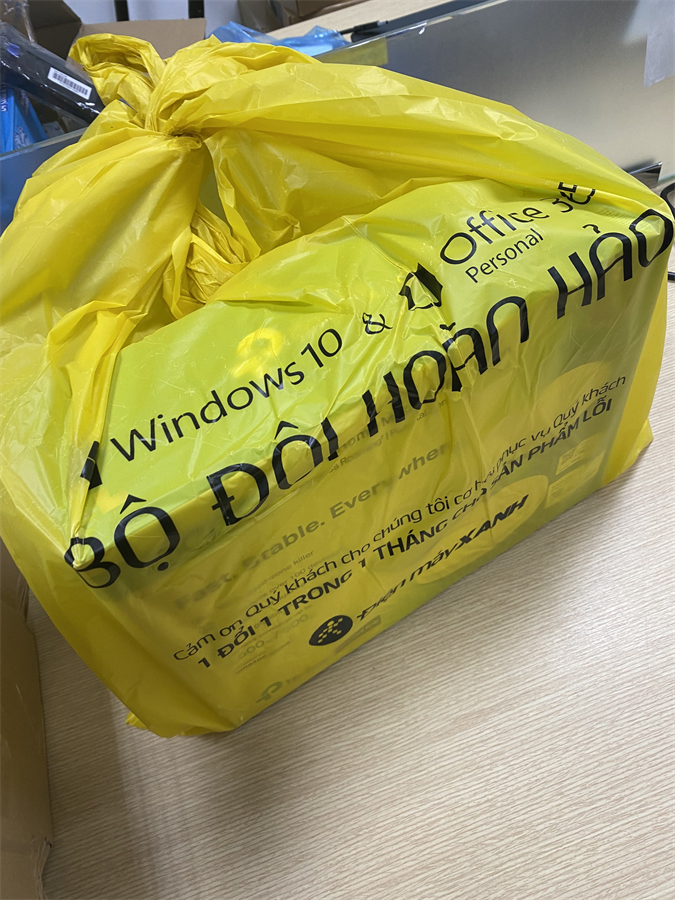 Windows 10 & Office 365
Personal
BỘ ĐÔI HOÀN HẢO
Fast. Stable. Everywhere
Cảm ơn Quý khách cho chúng tôi cơ hội phục vụ Quý khách
1 ĐỔI 1 TRONG 1 THÁNG CHO SẢN PHẨM LỖI
Điện máy XANH